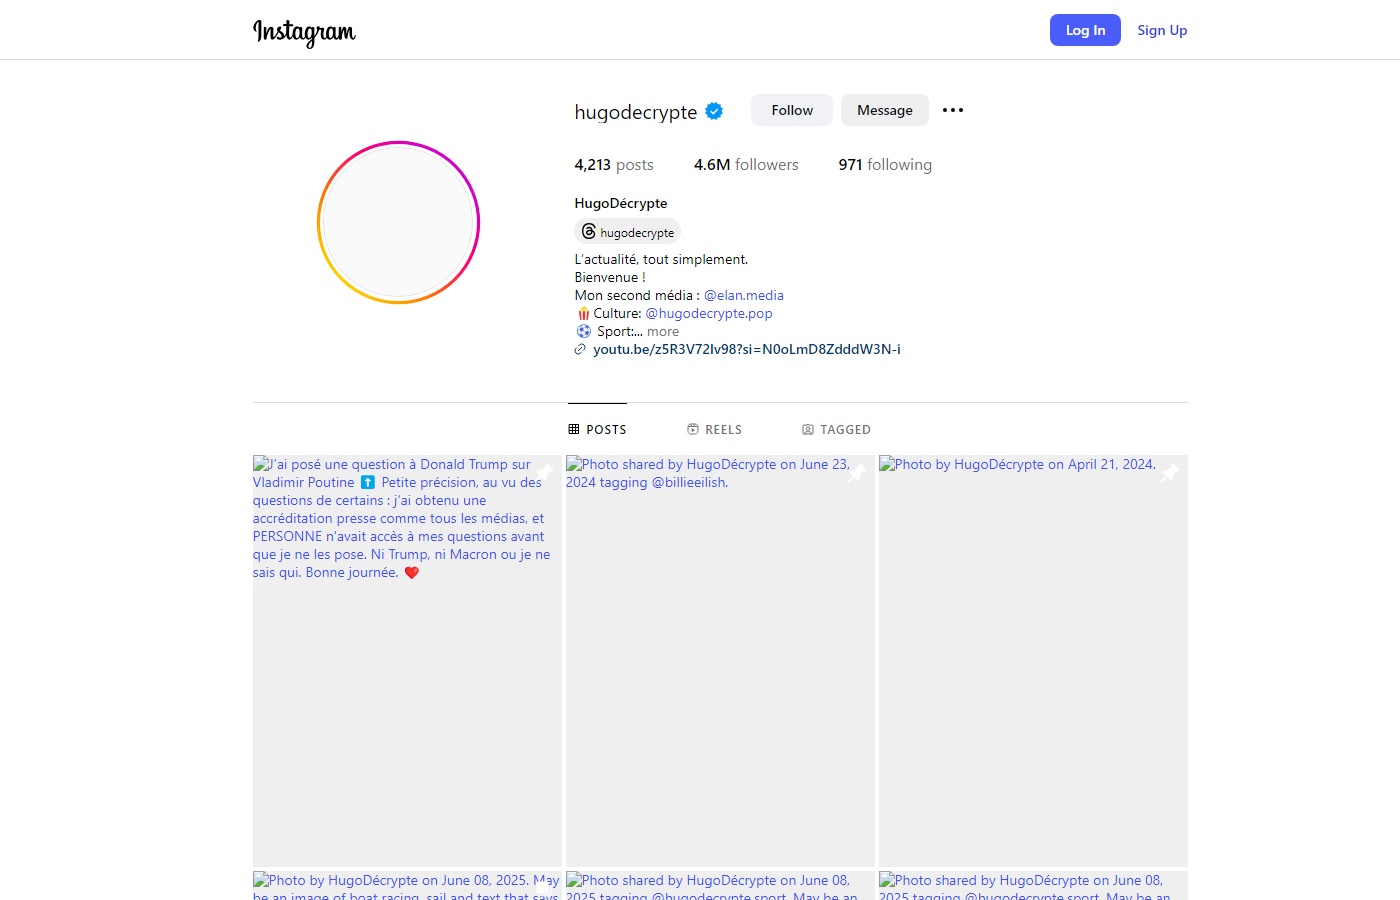 Instagram
Log In
Sign Up
hugodecrypte
Follow
Message
4,213 posts
4.6M followers
971 following
HugoDécrypte
hugodecrypte
L'actualité, tout simplement.
Bienvenue !
Mon second média : @elan.media
🍿Culture: @hugodecrypte.pop
⚽ Sport:... more
youtu.be/z5R3V72lv98?si=N0oLmD8ZdddW3N-i
POSTS
REELS
TAGGED
J'ai posé une question à Donald Trump sur
Vladimir Poutine ⬆️ Petite précision, au vu des
questions de certains : j'ai obtenu une
accréditation presse comme tous les médias, et
PERSONNE n'avait accès à mes questions avant
que je ne les pose. Ni Trump, ni Macron ou je ne
sais qui. Bonne journée. ❤️
Photo shared by HugoDécrypte on June 23,
2024 tagging @billieeilish.
Photo by HugoDécrypte on April 21, 2024.
Photo by HugoDécrypte on June 08, 2025. May
be an image of boat racing, sail and text that says
Photo shared by HugoDécrypte on June 08,
2025 tagging @hugodecrypte.sport. May be an
Photo shared by HugoDécrypte on June 08,
2025 tagging @hugodecrypte.sport. May be an